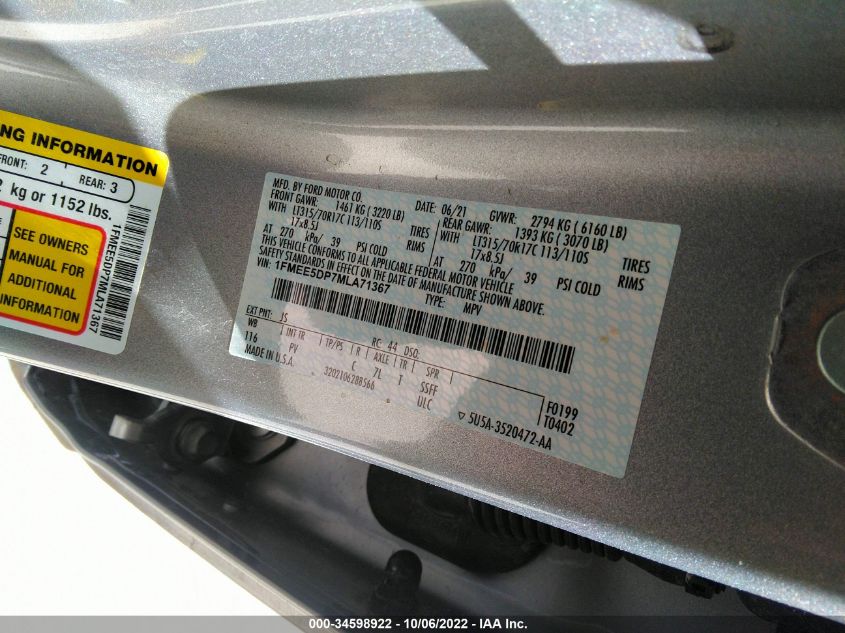 NG INFORMATION
FRONT: 2
REAR: 3
kg or 1152 lbs.
SEE OWNERS
MANUAL FOR
ADDITIONAL
INFORMATION
1FMEE5DP7MLA71367
MFD. BY FORD MOTOR CO.
DATE: 06/21 GVWR: 2794 KG ( 6160 LB)
FRONT GAWR: 1461 KG ( 3220 LB)
REAR GAWR: 1393 KG ( 3070 LB)
WITH LT315/70R17C 113/110S TIRES
WITH LT315/70R17C 113/110S TIRES
17x8.5J RIMS
17x8.5J RIMS
AT 270 kPa/ 39 PSI COLD
AT 270 kPa/ 39 PSI COLD
THIS VEHICLE CONFORMS TO ALL APPLICABLE FEDERAL MOTOR VEHICLE
SAFETY STANDARDS IN EFFECT ON THE DATE OF MANUFACTURE SHOWN ABOVE.
VIN: 1FMEE5DP7MLA71367
TYPE: MPV
EXT PNT: JS RC: 44 DSO:
WB INT TR TP/PS R AXLE TR SPR
116 PV C 7L T SSFF
MADE IN U.S.A. 3202106288566 ULC
F0199
T0402
5U5A-3520472-AA
000-34598922 - 10/06/2022 - IAA Inc.